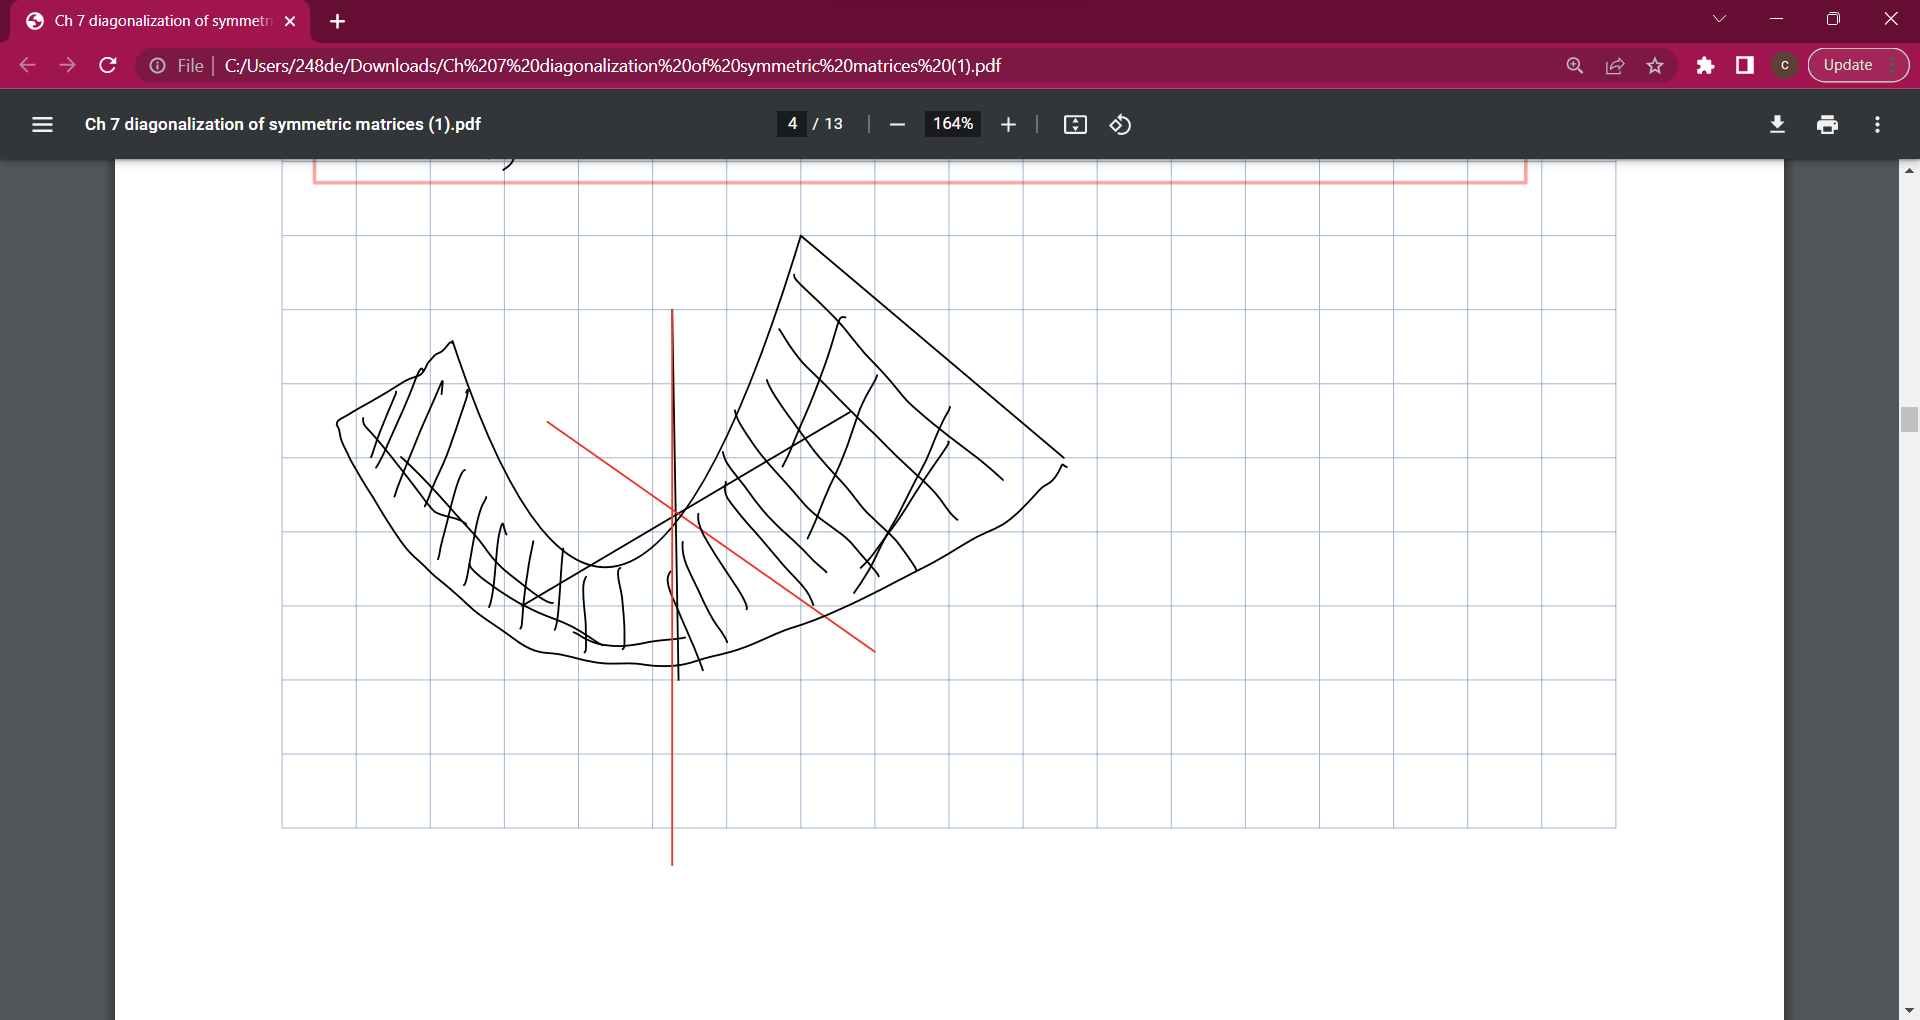 Ch 7 diagonalization of symmetri
File
C:/Users/248de/Downloads/Ch%207%20diagonalization%20of%20symmetric%20matrices%20(1).pdf
C
Update
Ch 7 diagonalization of symmetric matrices (1).pdf
4 / 13
164%